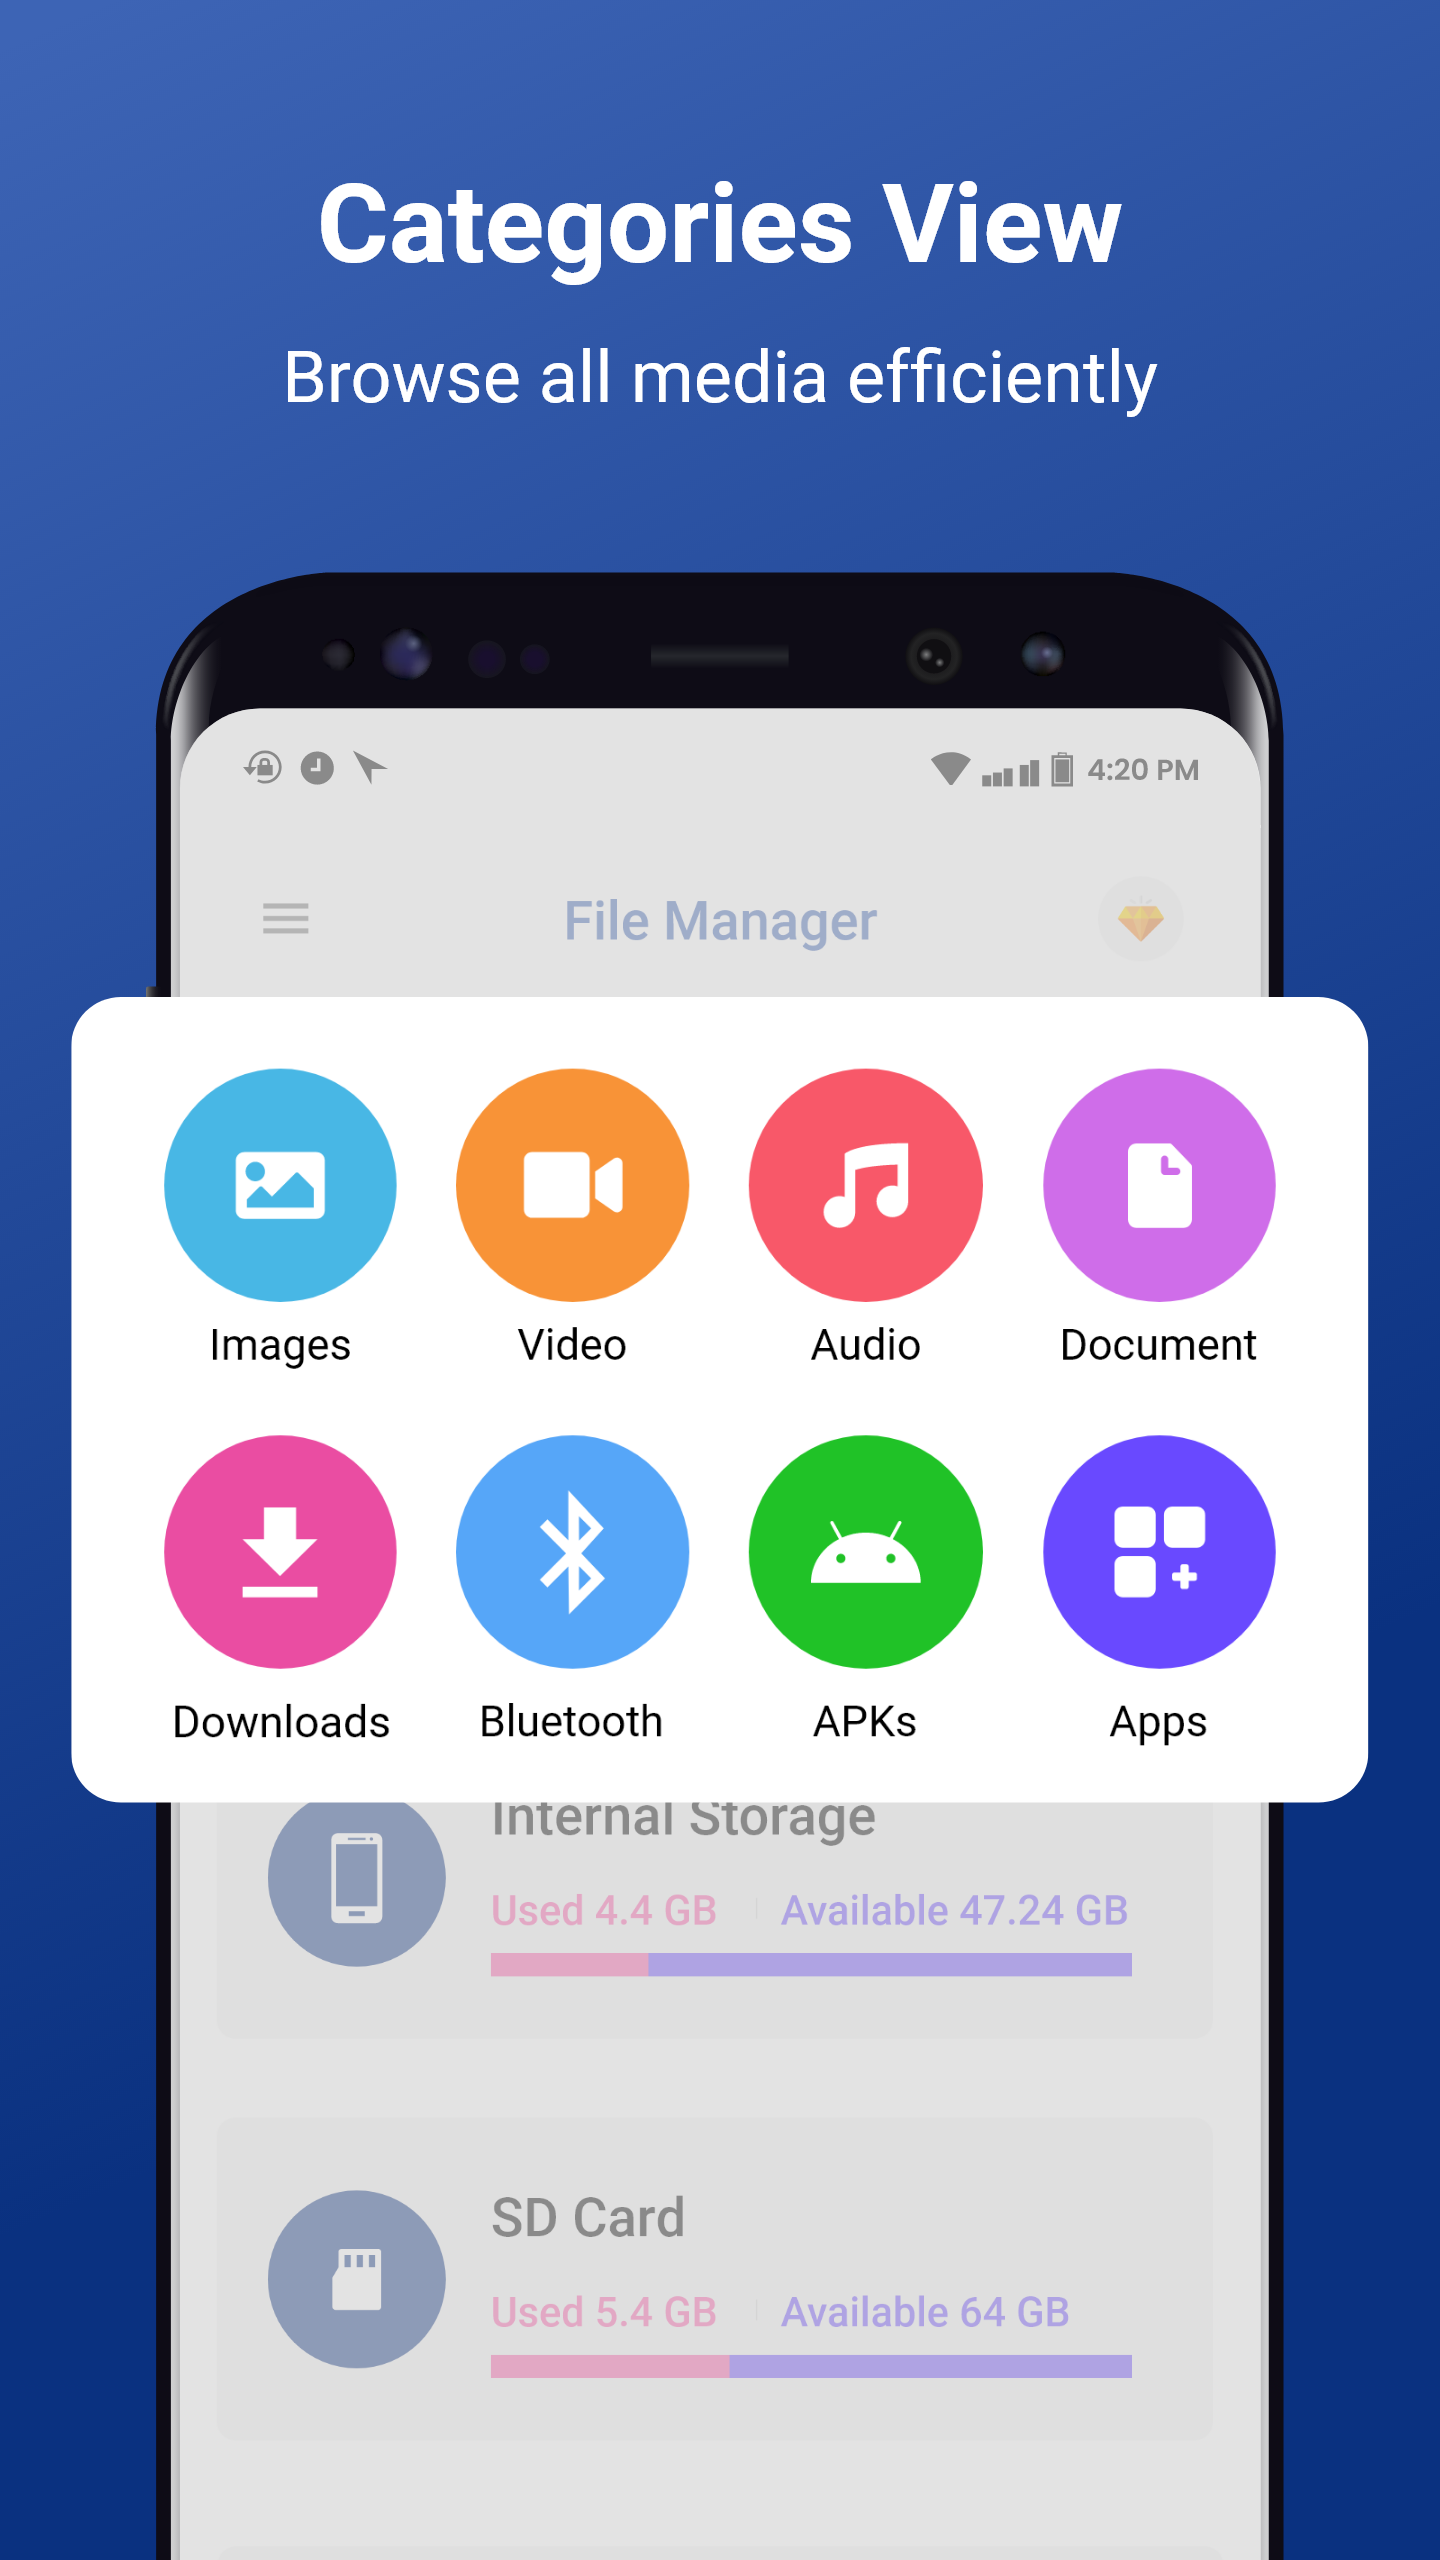 Categories View
Browse all media efficiently
4:20 PM
File Manager
Images Video Audio Document
Downloads Bluetooth APKs Apps
Internal Storage
Used 4.4 GB Available 47.24 GB
SD Card
Used 5.4 GB Available 64 GB